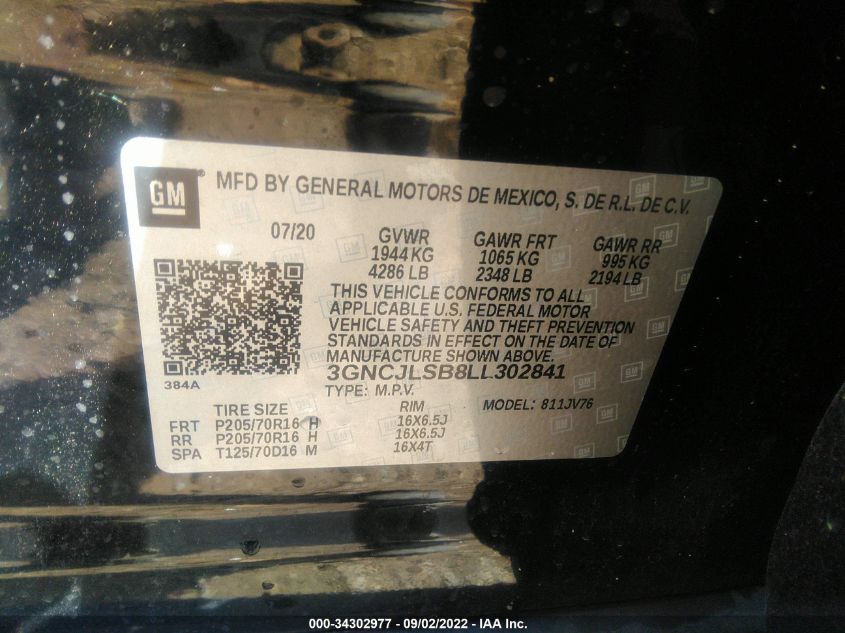 GM
MFD BY GENERAL MOTORS DE MEXICO, S. DE R.L. DE C.V.
07/20 GVWR GAWR FRT GAWR RR
1944 KG 1065 KG 995 KG
4286 LB 2348 LB 2194 LB
THIS VEHICLE CONFORMS TO ALL
APPLICABLE U.S. FEDERAL MOTOR
VEHICLE SAFETY AND THEFT PREVENTION
STANDARDS IN EFFECT ON THE DATE OF
MANUFACTURE SHOWN ABOVE.
384A 3GNCJLSB8LL302841
TYPE: M.P.V. MODEL: 811JV76
TIRE SIZE RIM
FRT P205/70R16 H 16X6.5J
RR P205/70R16 H 16X6.5J
SPA T125/70D16 M 16X4T
000-34302977 - 09/02/2022 - IAA Inc.